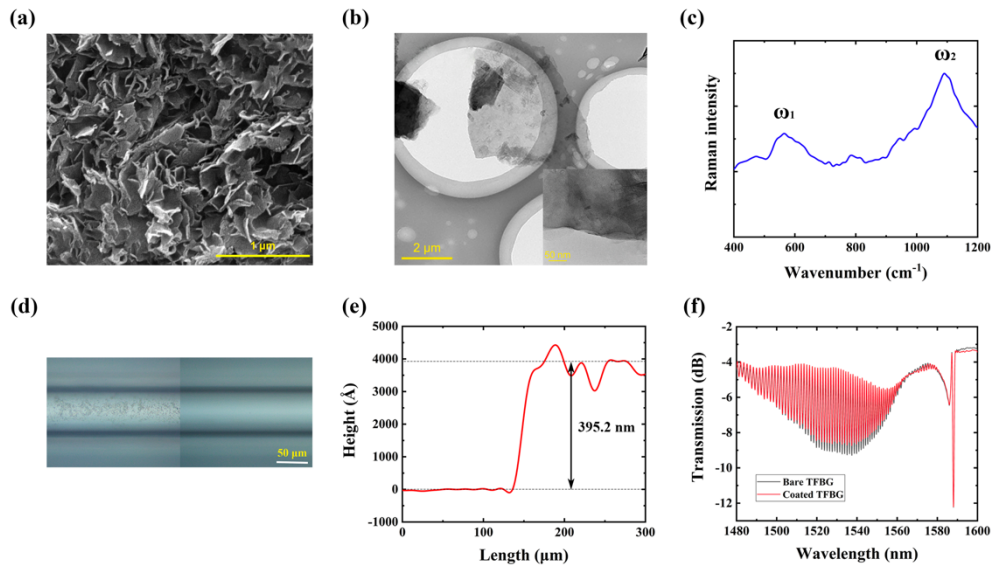 (a)
1 μm
(b)
2 μm
(c)
ω1
ω2
Raman intensity
400 600 800 1000 1200
Wavenumber (cm-1)
(d)
50 μm
(e)
5000
4000
3000
2000
1000
0
-1000
Height (Å)
395.2 nm
0 100 200 300
Length (μm)
(f)
-2
-4
-6
-8
-10
-12
Transmission (dB)
Bare TFBG
Coated TFBG
1480 1500 1520 1540 1560 1580 1600
Wavelength (nm)